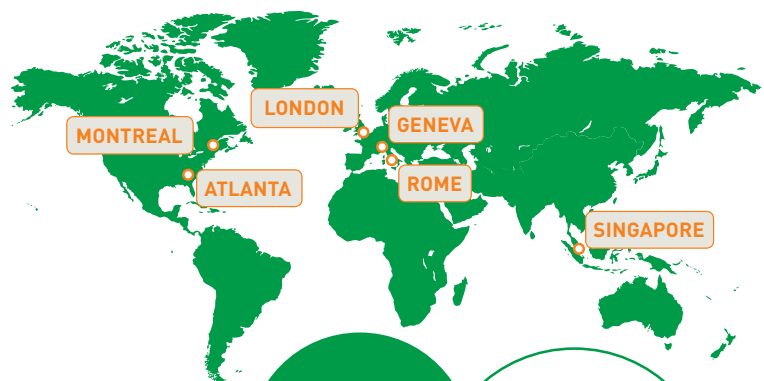 LONDON
GENEVA
MONTREAL
ATLANTA
ROME
SINGAPORE